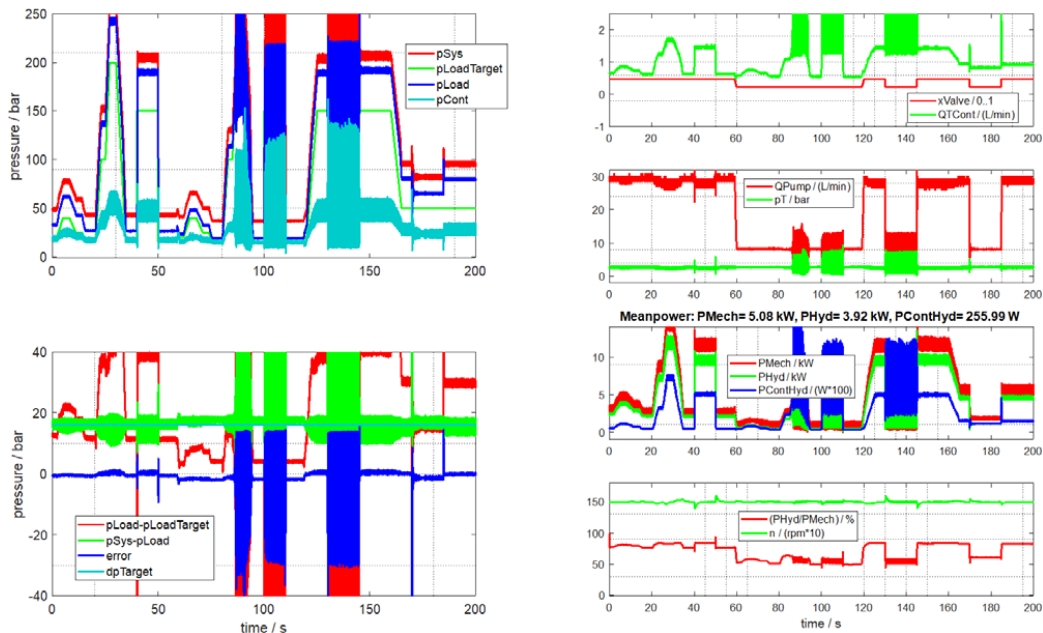 pressure / bar
250
200
150
100
50
0
pSys
pLoadTarget
pLoad
pCont
0 50 100 150 200
pressure / bar
40
20
0
-20
-40
pLoad-pLoadTarget
pSys-pLoad
error
dpTarget
0 50 100 150 200
time / s
2
1
0
-1
xValve / 0..1
QTCont / (L/min)
0 20 40 60 80 100 120 140 160 180 200
30
20
10
0
QPump / (L/min)
pT / bar
0 20 40 60 80 100 120 140 160 180 200
Meanpower: PMech= 5.08 kW, PHyd= 3.92 kW, PContHyd= 255.99 W
10
5
0
PMech / kW
PHyd / kW
PContHyd / (W*100)
0 20 40 60 80 100 120 140 160 180 200
150
100
50
0
(PHyd/PMech) / %
n / (rpm*10)
0 20 40 60 80 100 120 140 160 180 200
time / s